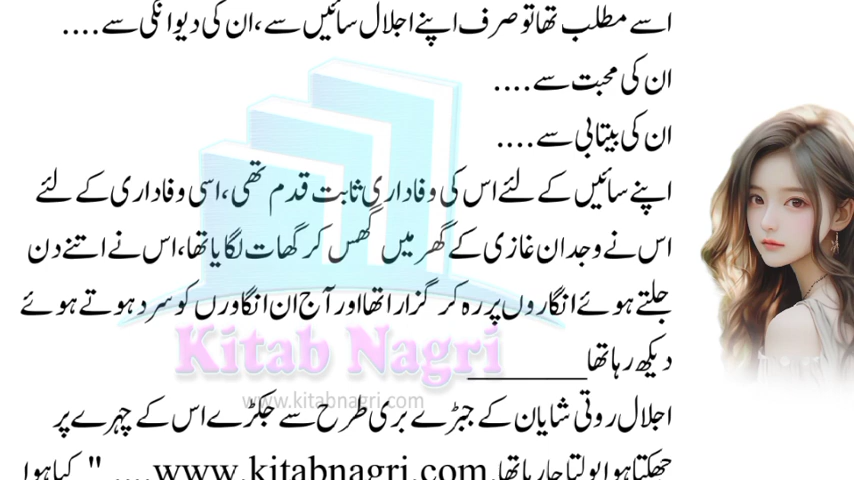 اسے مطلب تھا تو صرف اپنے اجلال سائیں سے، ان کی دیوانگی سے....
ان کی محبت سے....
ان کی بیتابی سے....
اپنے سائیں کے لئے اس کی وفاداری ثابت قدم تھی، اسی وفاداری کے لئے
اس نے وجدان غازی کے گھر میں گھس کر گھات لگایا تھا، اس نے اتنے دن
جلتے ہوئے انگاروں پر رہ کر گزارا تھا اور آج ان انگاورں کو سرد ہوتے ہوئے
دیکھ رہا تھا__________
Kitab Nagri
www.kitabnagri.com
اجلال روتی شایان کے جبڑے بری طرح سے جکڑے اس کے چہرے پر
جھکتا ہوا بولتا جا رہا تھا.www.kitabnagri.com.... " کیا ہوا